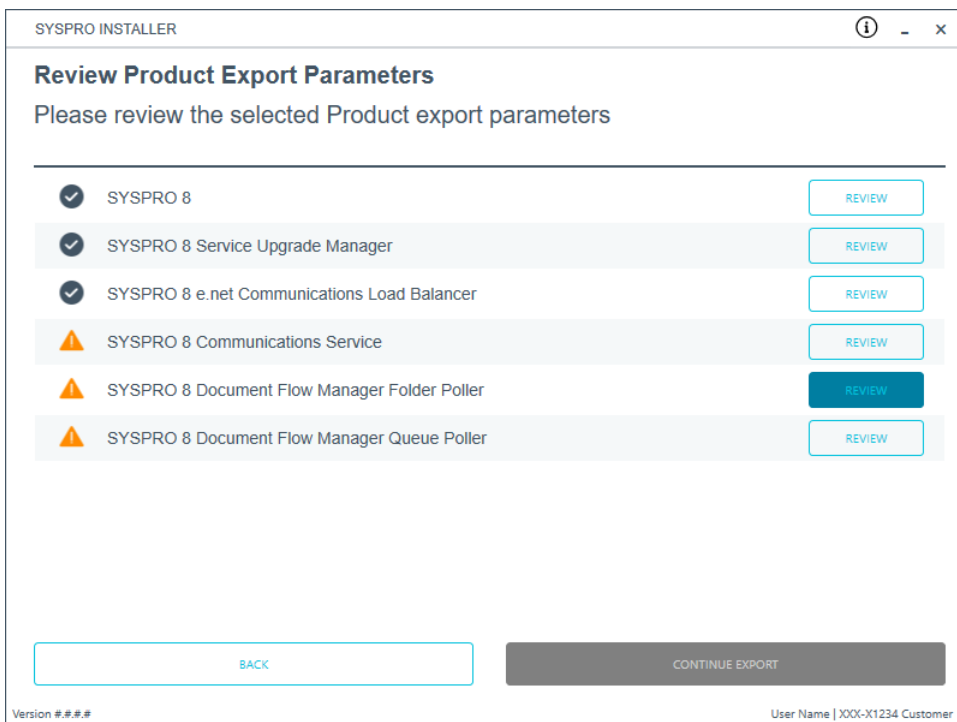 SYSPRO INSTALLER
Review Product Export Parameters
Please review the selected Product export parameters
SYSPRO 8 REVIEW
SYSPRO 8 Service Upgrade Manager REVIEW
SYSPRO 8 e.net Communications Load Balancer REVIEW
SYSPRO 8 Communications Service REVIEW
SYSPRO 8 Document Flow Manager Folder Poller REVIEW
SYSPRO 8 Document Flow Manager Queue Poller REVIEW
BACK CONTINUE EXPORT
Version #.#.#.# User Name | XXX-X1234 Customer